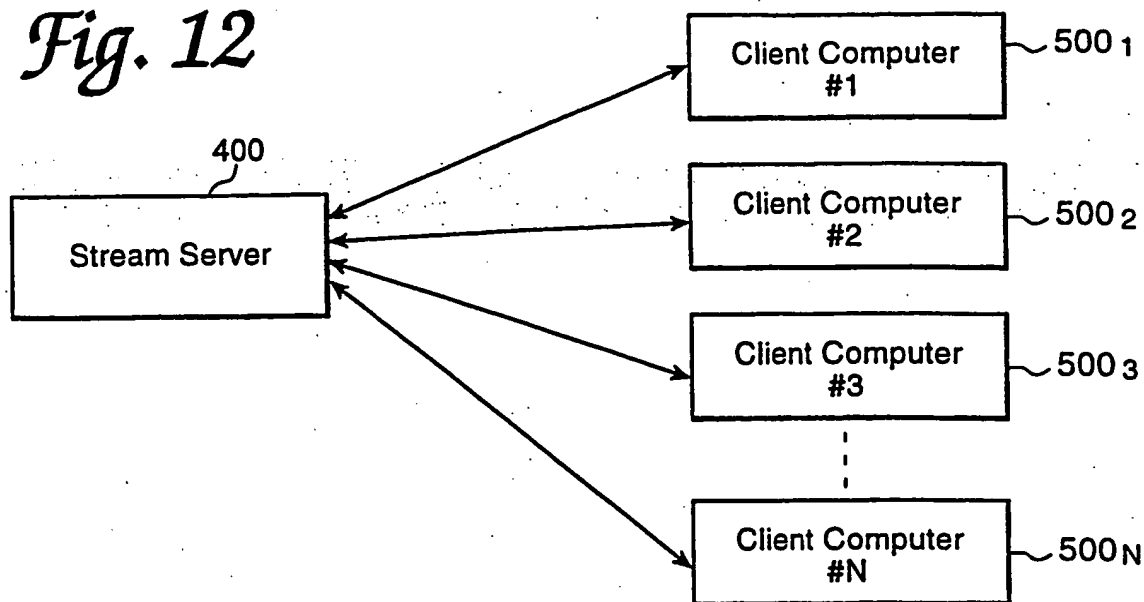 Fig. 12
Client Computer
#1
500 1
400
Stream Server
Client Computer
#2
500 2
Client Computer
#3
500 3
Client Computer
#N
500 N